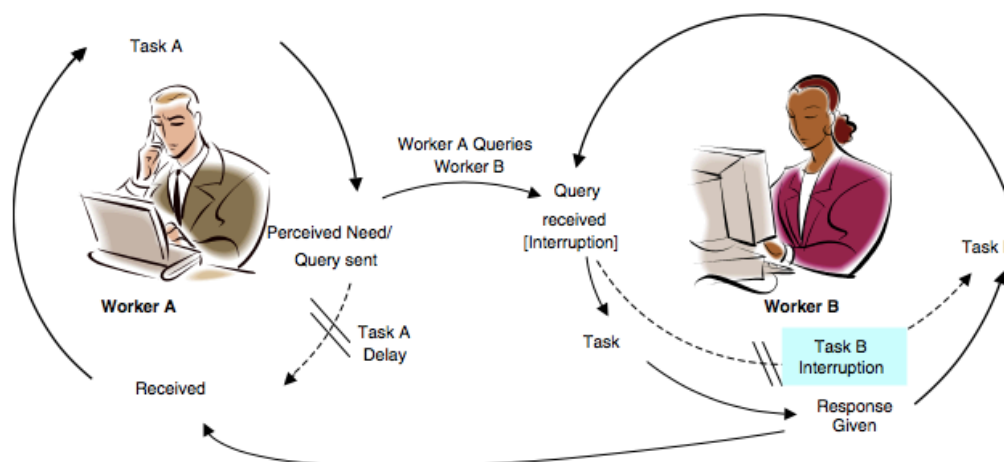 Task A
Worker A Queries
Worker B
Query
received
[Interruption]
Perceived Need/
Query sent
Task
Worker A
Worker B
Task A
Delay
Task
Task B
Interruption
Received
Response
Given